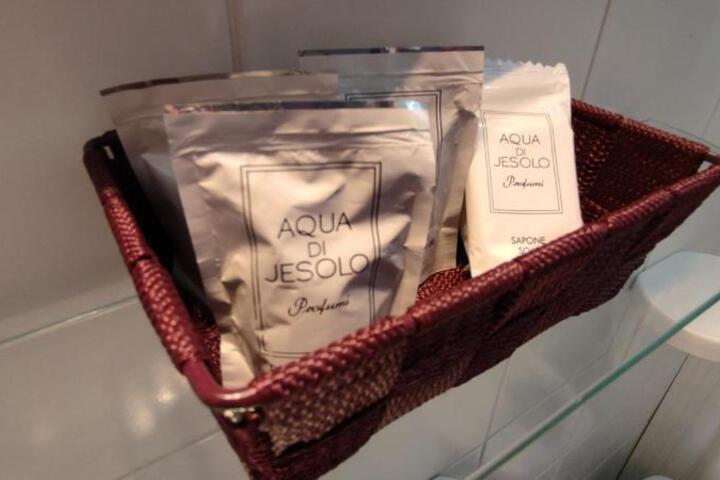 AQUA
DI
JESOLO
Profumi
AQUA
DI
JESOLO
Profumi
SAPONE